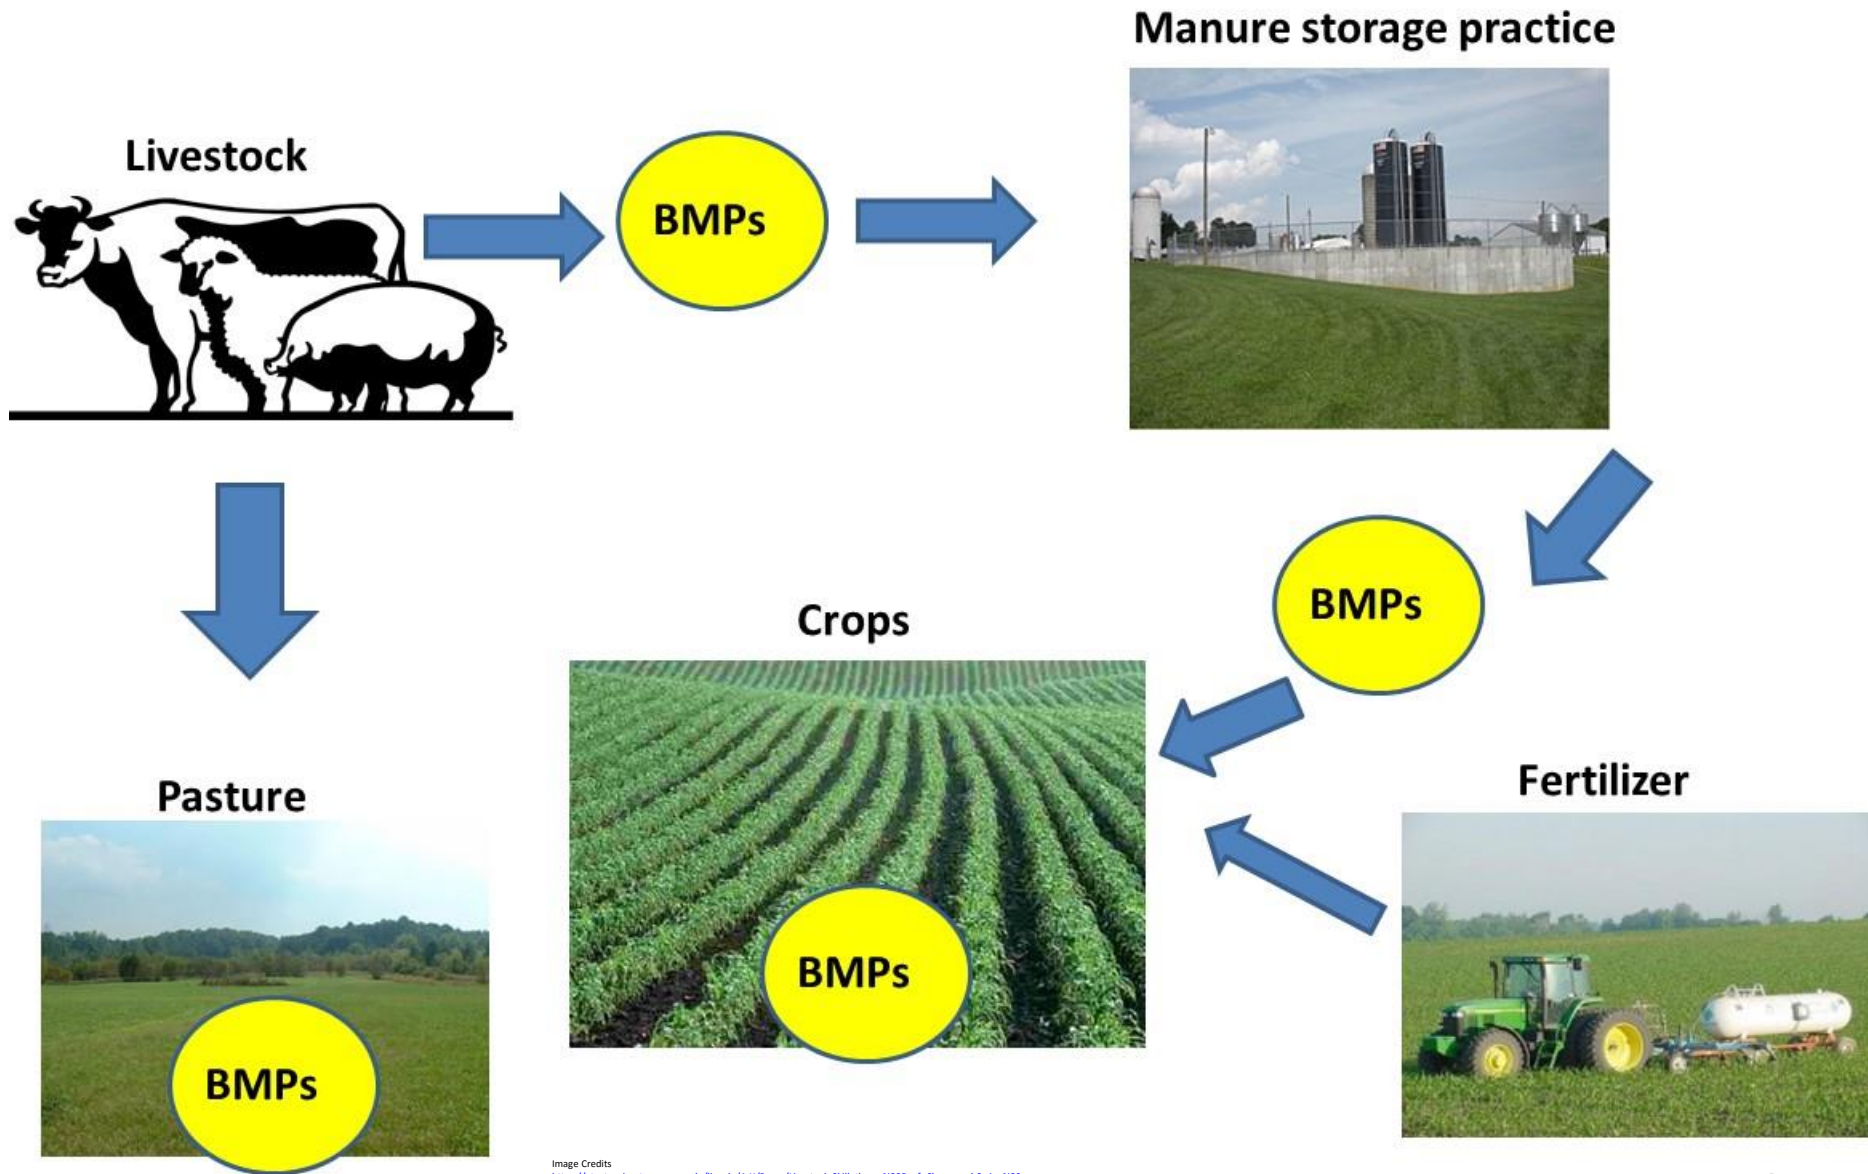 Manure storage practice
Livestock
BMPs
BMPs
Crops
Fertilizer
Pasture
BMPs
BMPs
Image Credits